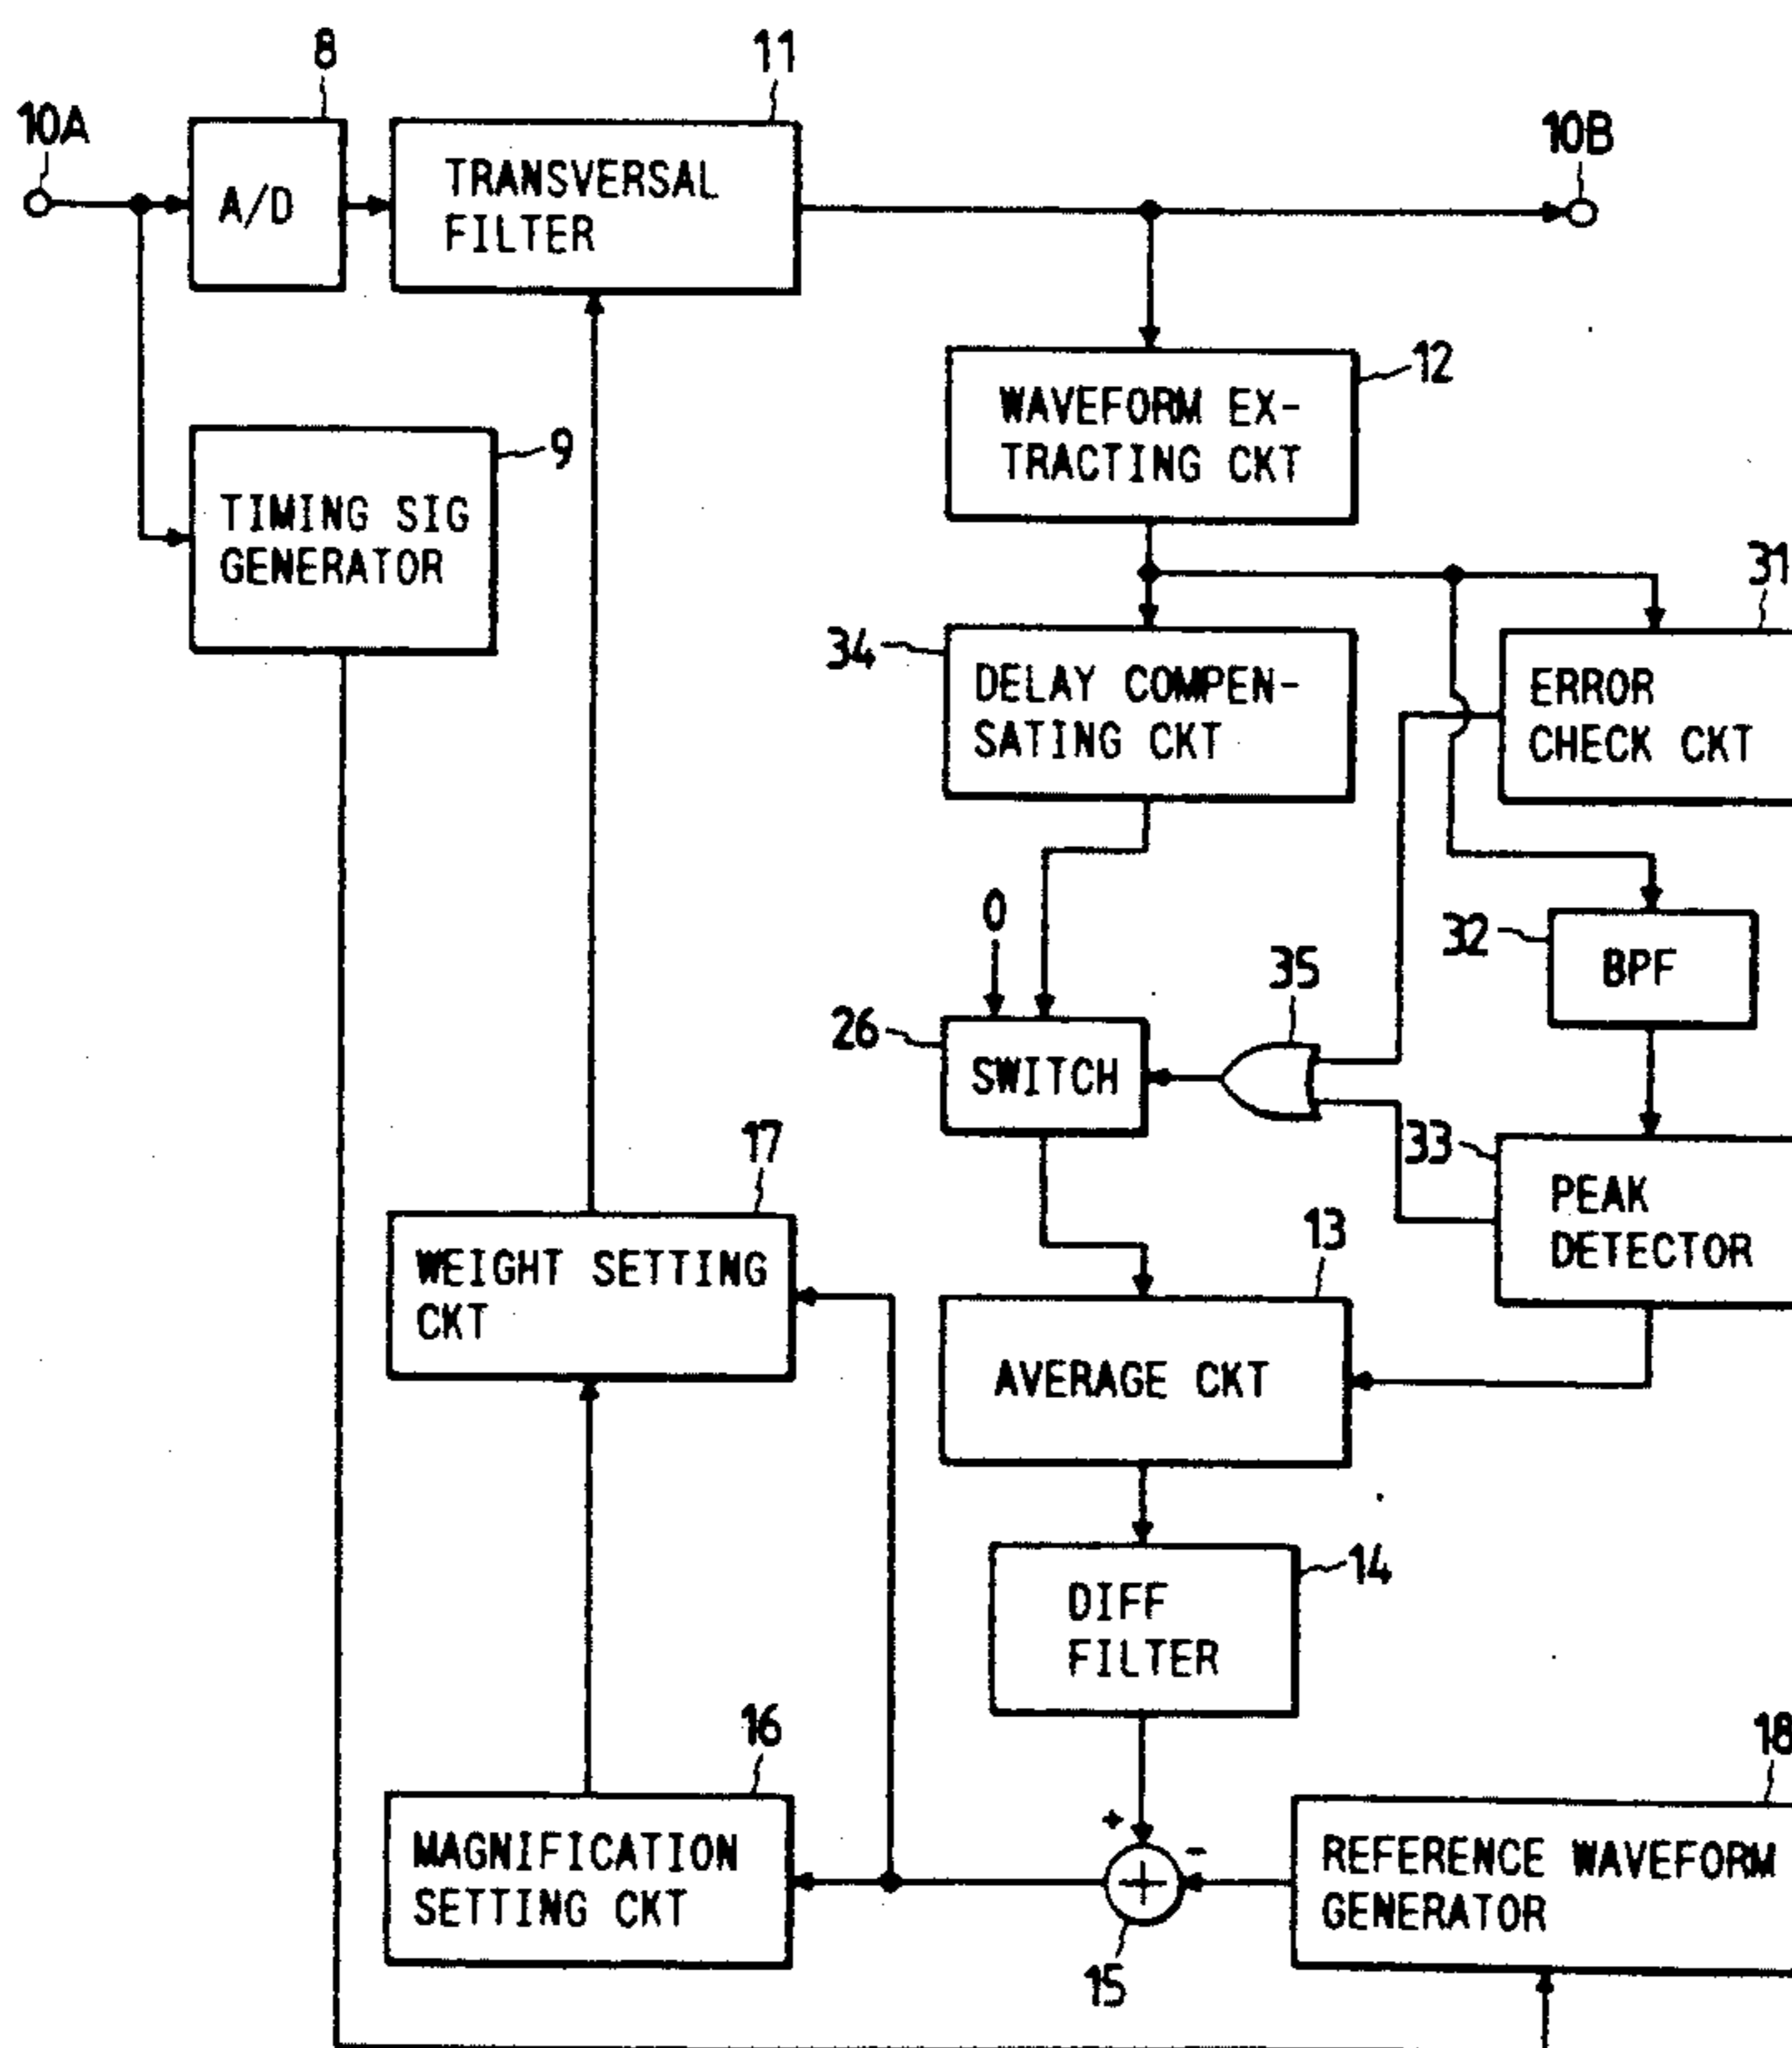 8
11
10A
10B
A/D
TRANSVERSAL
FILTER
12
WAVEFORM EX-
TRACTING CKT
9
TIMING SIG
GENERATOR
31
34
DELAY COMPEN-
SATING CKT
ERROR
CHECK CKT
0
32
BPF
35
26
SWITCH
17
33
PEAK
DETECTOR
13
WEIGHT SETTING
CKT
AVERAGE CKT
14
DIFF
FILTER
16
18
+
-
MAGNIFICATION
SETTING CKT
+
REFERENCE WAVEFORM
GENERATOR
15